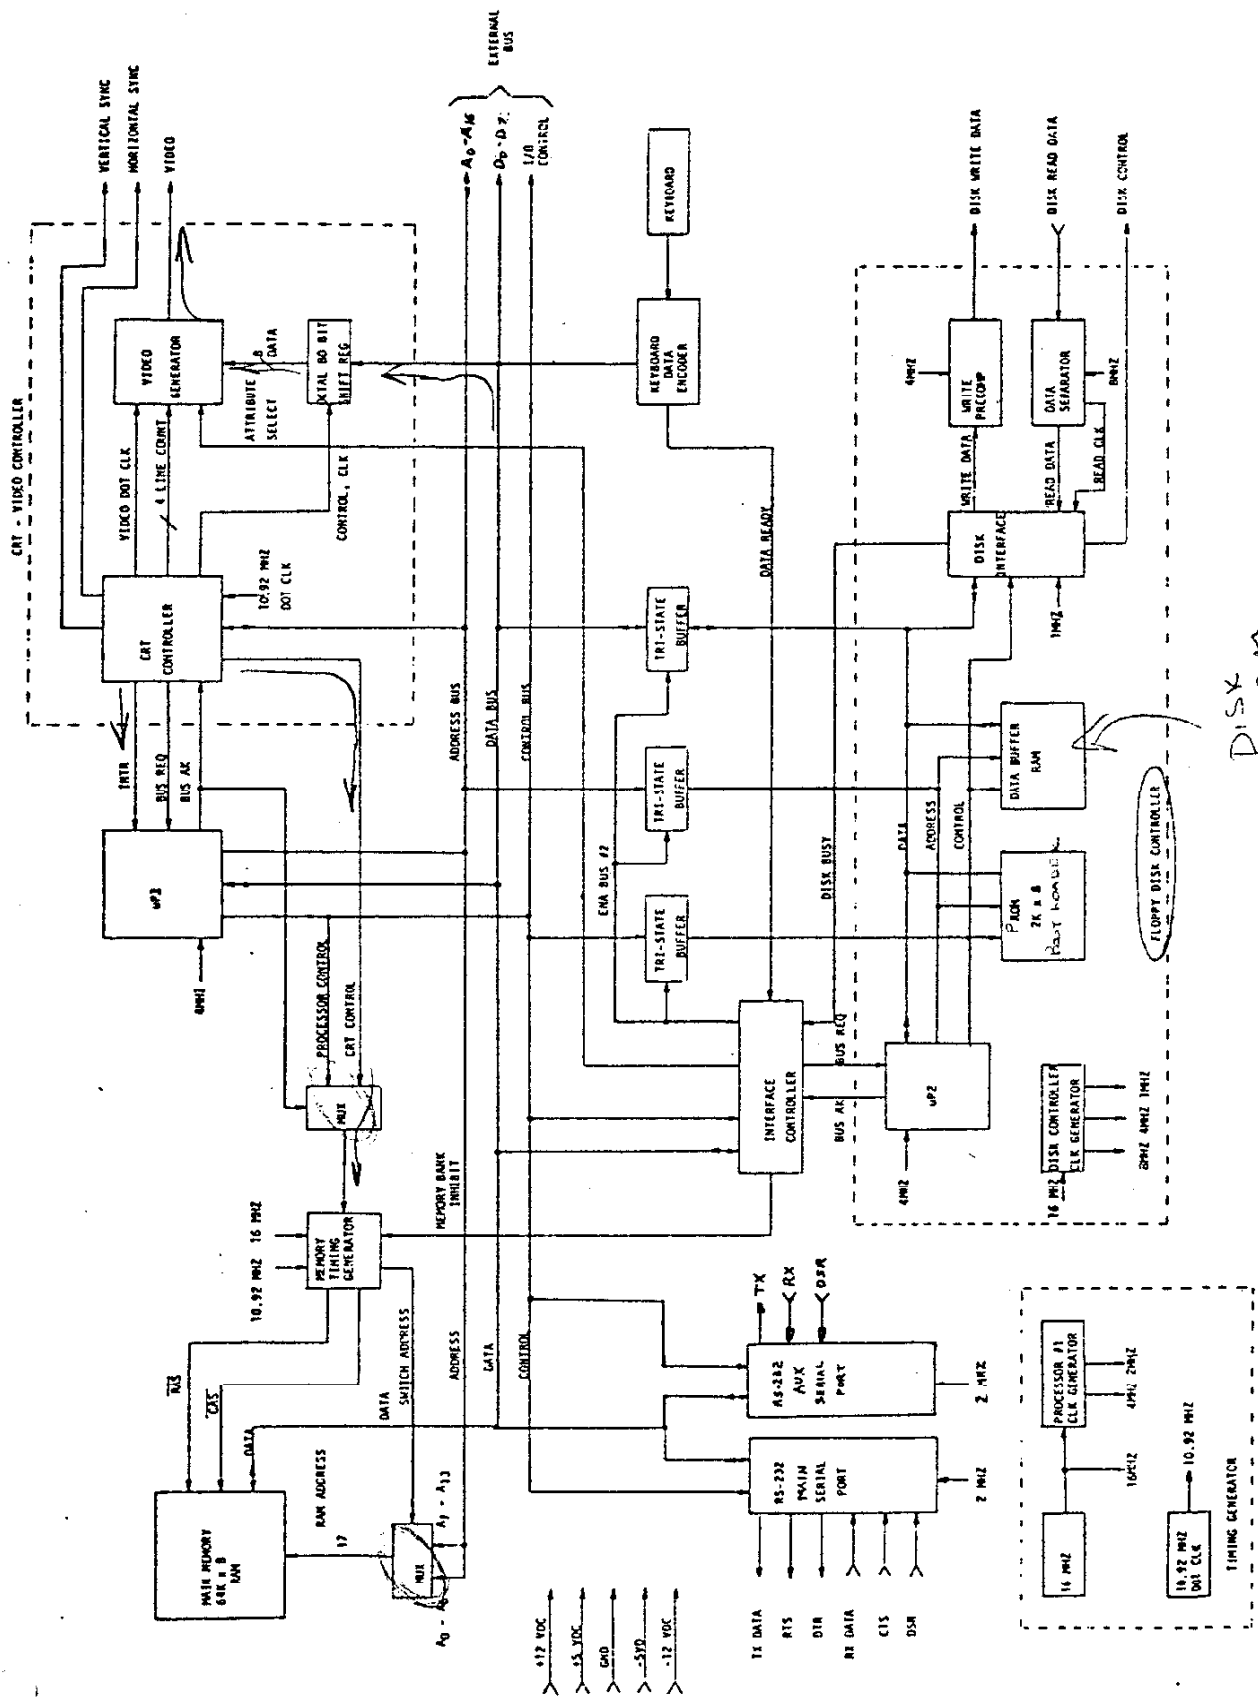 CRT - VIDEO CONTROLLER
VERTICAL SYNC
HORIZONTAL SYNC
VIDEO
VIDEO
GENERATOR
VIDEO DOT CLK
4 LINE COUNT
ATTRIBUTE
SELECT
8
DATA
SHIFT REG
CONTROL, CLK
CRT
CONTROLLER
10.92 MHZ
DOT CLK
INTR
BUS REQ
BUS AK
4MHZ
PROCESSOR CONTROL
CRT CONTROL
MUX
10.92 MHZ
16 MHZ
MEMORY
TIMING
GENERATOR
MEMORY BANK
INHIBIT
RAS
CAS
DATA
DATA
SWITCH ADDRESS
MAIN MEMORY
64K x 8
RAM
RAM ADDRESS
MUX
A7 - A13
EXTERNAL
BUS
A0-A15
D0-D7
I/O
CONTROL
ADDRESS BUS
DATA BUS
CONTROL BUS
ADDRESS
DATA
CONTROL
KEYBOARD
KEYBOARD
DATA
ENCODER
DATA READY
TRI-STATE
BUFFER
TRI-STATE
BUFFER
TRI-STATE
BUFFER
ENA BUS #2
DISK BUSY
INTERFACE
CONTROLLER
BUS REQ
BUS AK
4MHZ
DISK WRITE DATA
DISK READ DATA
DISK CONTROL
4MHZ
WRITE
PRECOMP
DATA
SEPARATOR
8MHZ
WRITE DATA
READ DATA
READ CLK
DISK
INTERFACE
1MHZ
DATA
ADDRESS
CONTROL
DATA BUFFER
RAM
PROM
2K x 8
FLOPPY DISK CONTROLLER
DISK
16 MHZ
DISK CONTROLLER
CLK GENERATOR
8MHZ 4MHZ 1MHZ
TX
RX
DSR
AUX
SERIAL
PORT
RS-232
MAIN
SERIAL
PORT
2 MHZ
TX DATA
RTS
DTR
RX DATA
CTS
DSR
+12 VDC
+5 VDC
GND
-12 VDC
PROCESSOR #1
CLK GENERATOR
4MHZ 2MHZ
16MHZ
16 MHZ
10.92 MHZ
10.92 MHZ
DOT CLK
TIMING GENERATOR